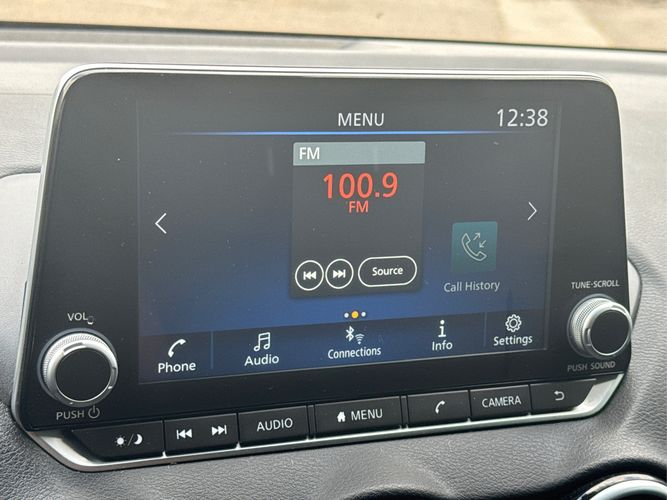 MENU
12:38
FM
100.9
FM
Source
Call History
VOL
TUNE·SCROLL
Phone
Audio
Connections
Info
Settings
PUSH
PUSH SOUND
AUDIO
MENU
CAMERA